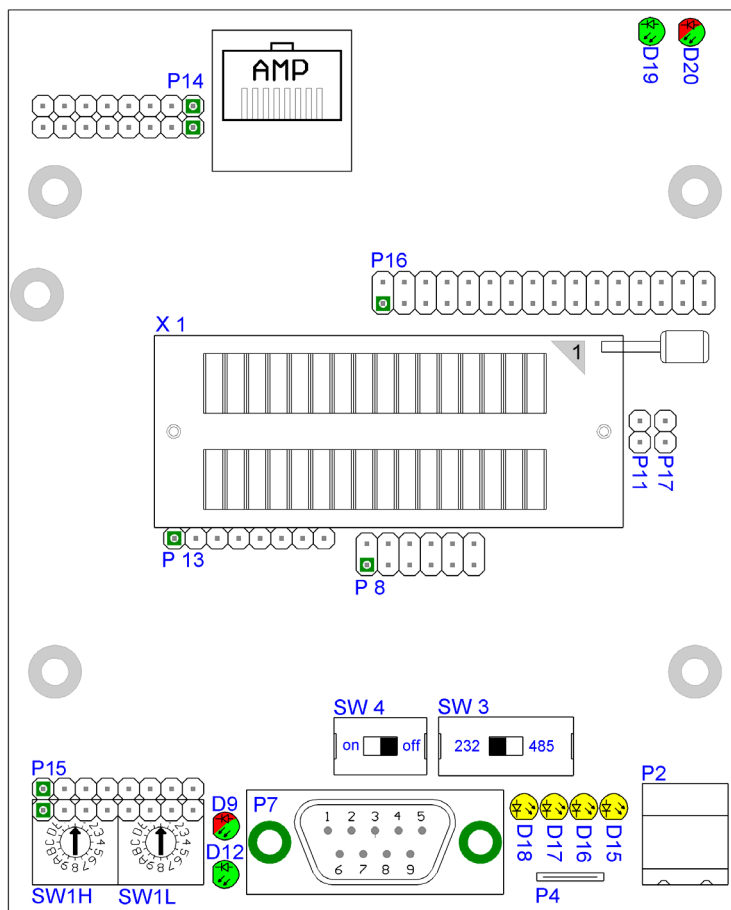 P14
AMP
D19
D20
P16
X 1
1
P11
P17
P 13
P 8
SW 4
SW 3
on
off
232
485
P15
D9
P7
P2
1 2 3 4 5
6 7 8 9
D12
D18
D17
D16
D15
P4
SW1H
SW1L